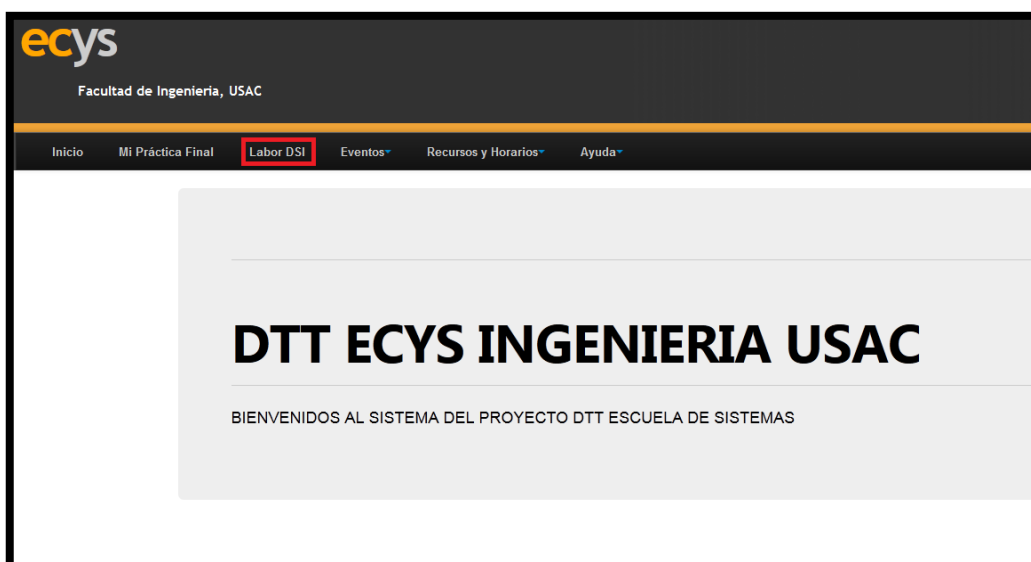 ecys
Facultad de Ingenieria, USAC
Inicio Mi Práctica Final Labor DSI Eventos Recursos y Horarios Ayuda
DTT ECYS INGENIERIA USAC
BIENVENIDOS AL SISTEMA DEL PROYECTO DTT ESCUELA DE SISTEMAS